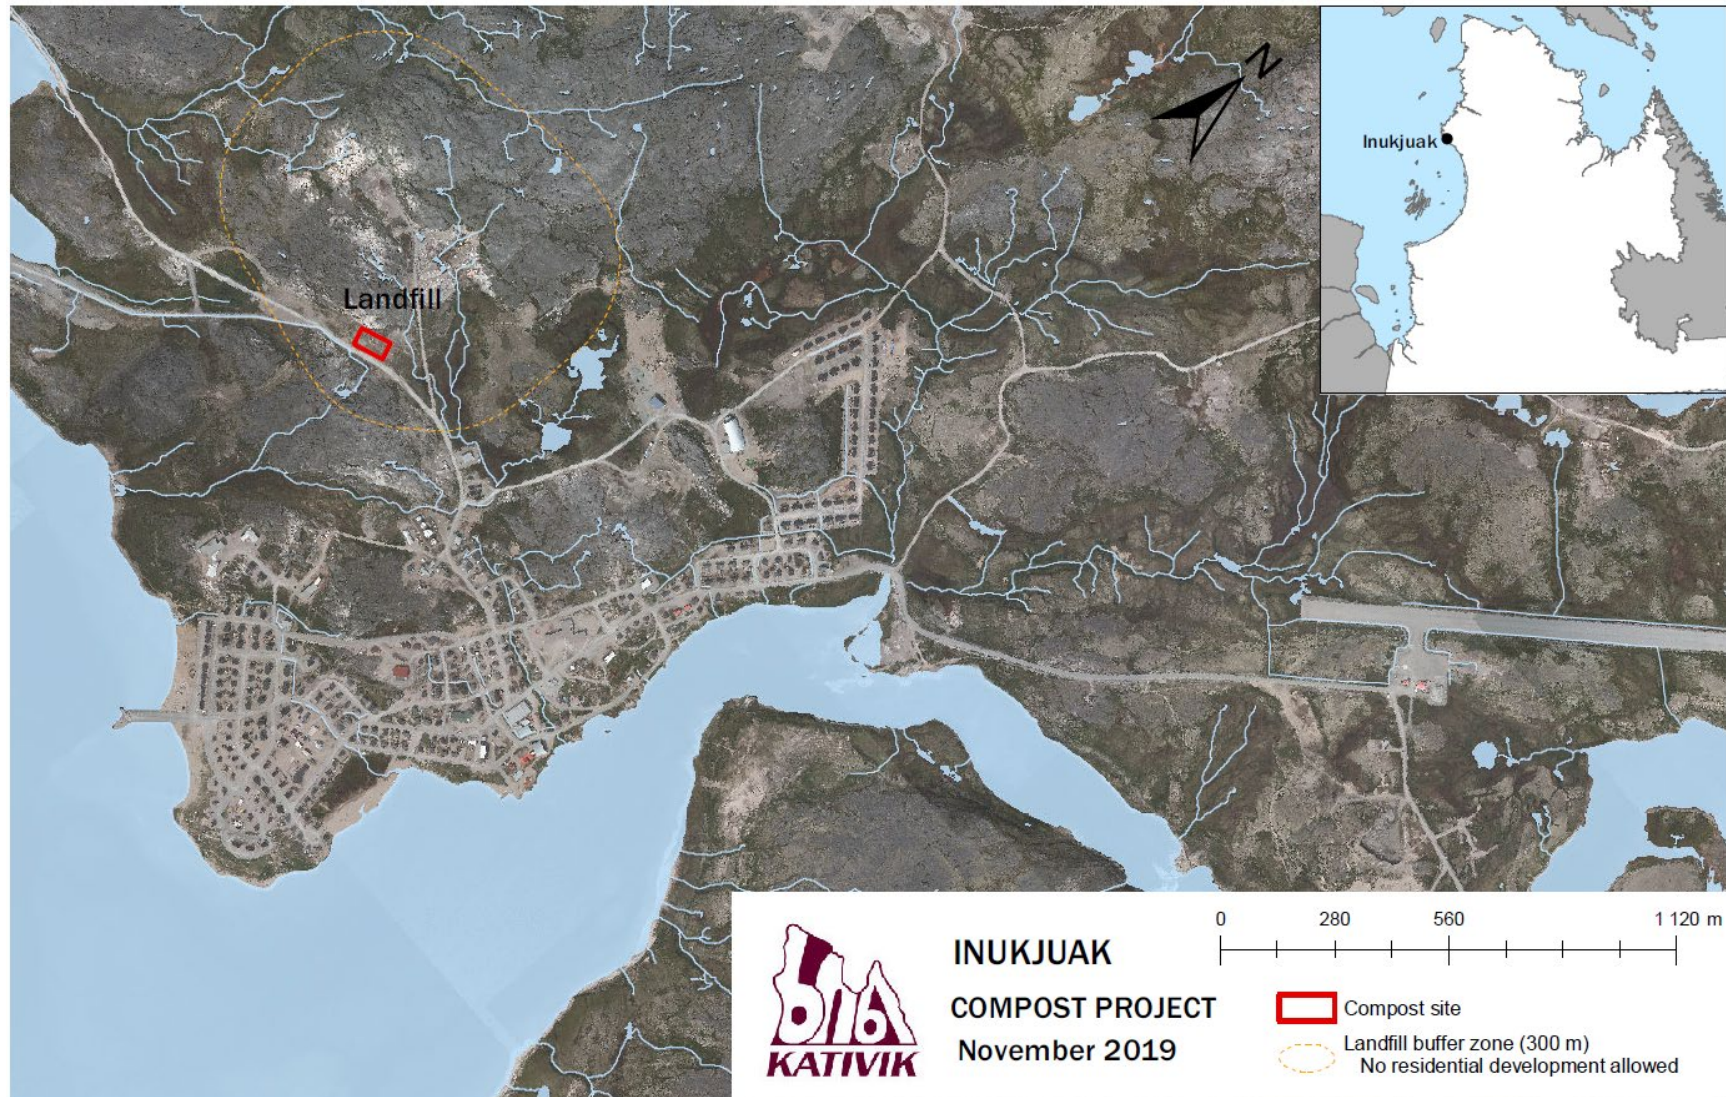 N
Inukjuak
Landfill
INUKJUAK
COMPOST PROJECT
November 2019
KATIVIK
0 280 560 1 120 m
Compost site
Landfill buffer zone (300 m)
No residential development allowed